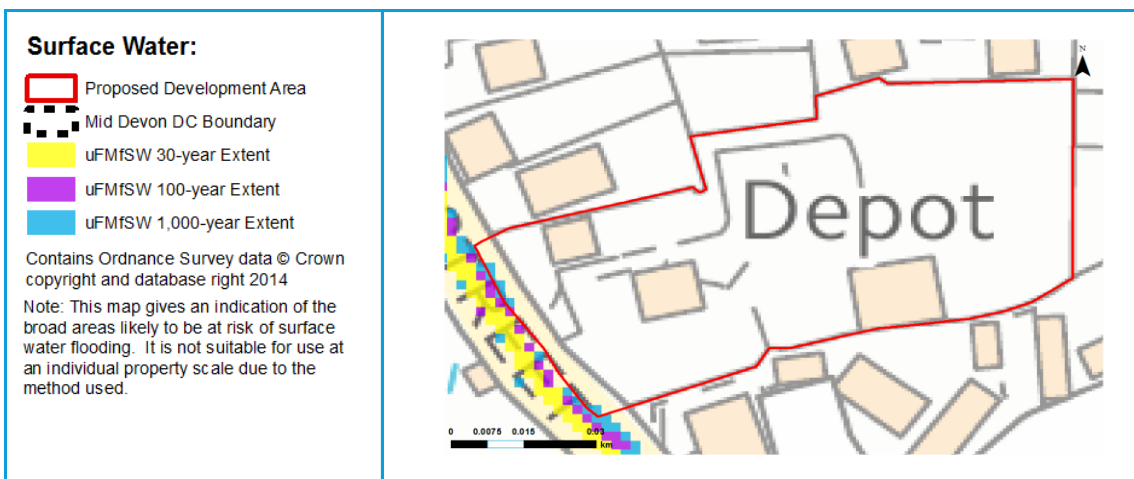 Surface Water:
Proposed Development Area
Mid Devon DC Boundary
uFMfSW 30-year Extent
uFMfSW 100-year Extent
uFMfSW 1,000-year Extent
Contains Ordnance Survey data © Crown
copyright and database right 2014
Note: This map gives an indication of the
broad areas likely to be at risk of surface
water flooding. It is not suitable for use at
an individual property scale due to the
method used.
N
Depot
0 0.0075 0.015 0.03
km